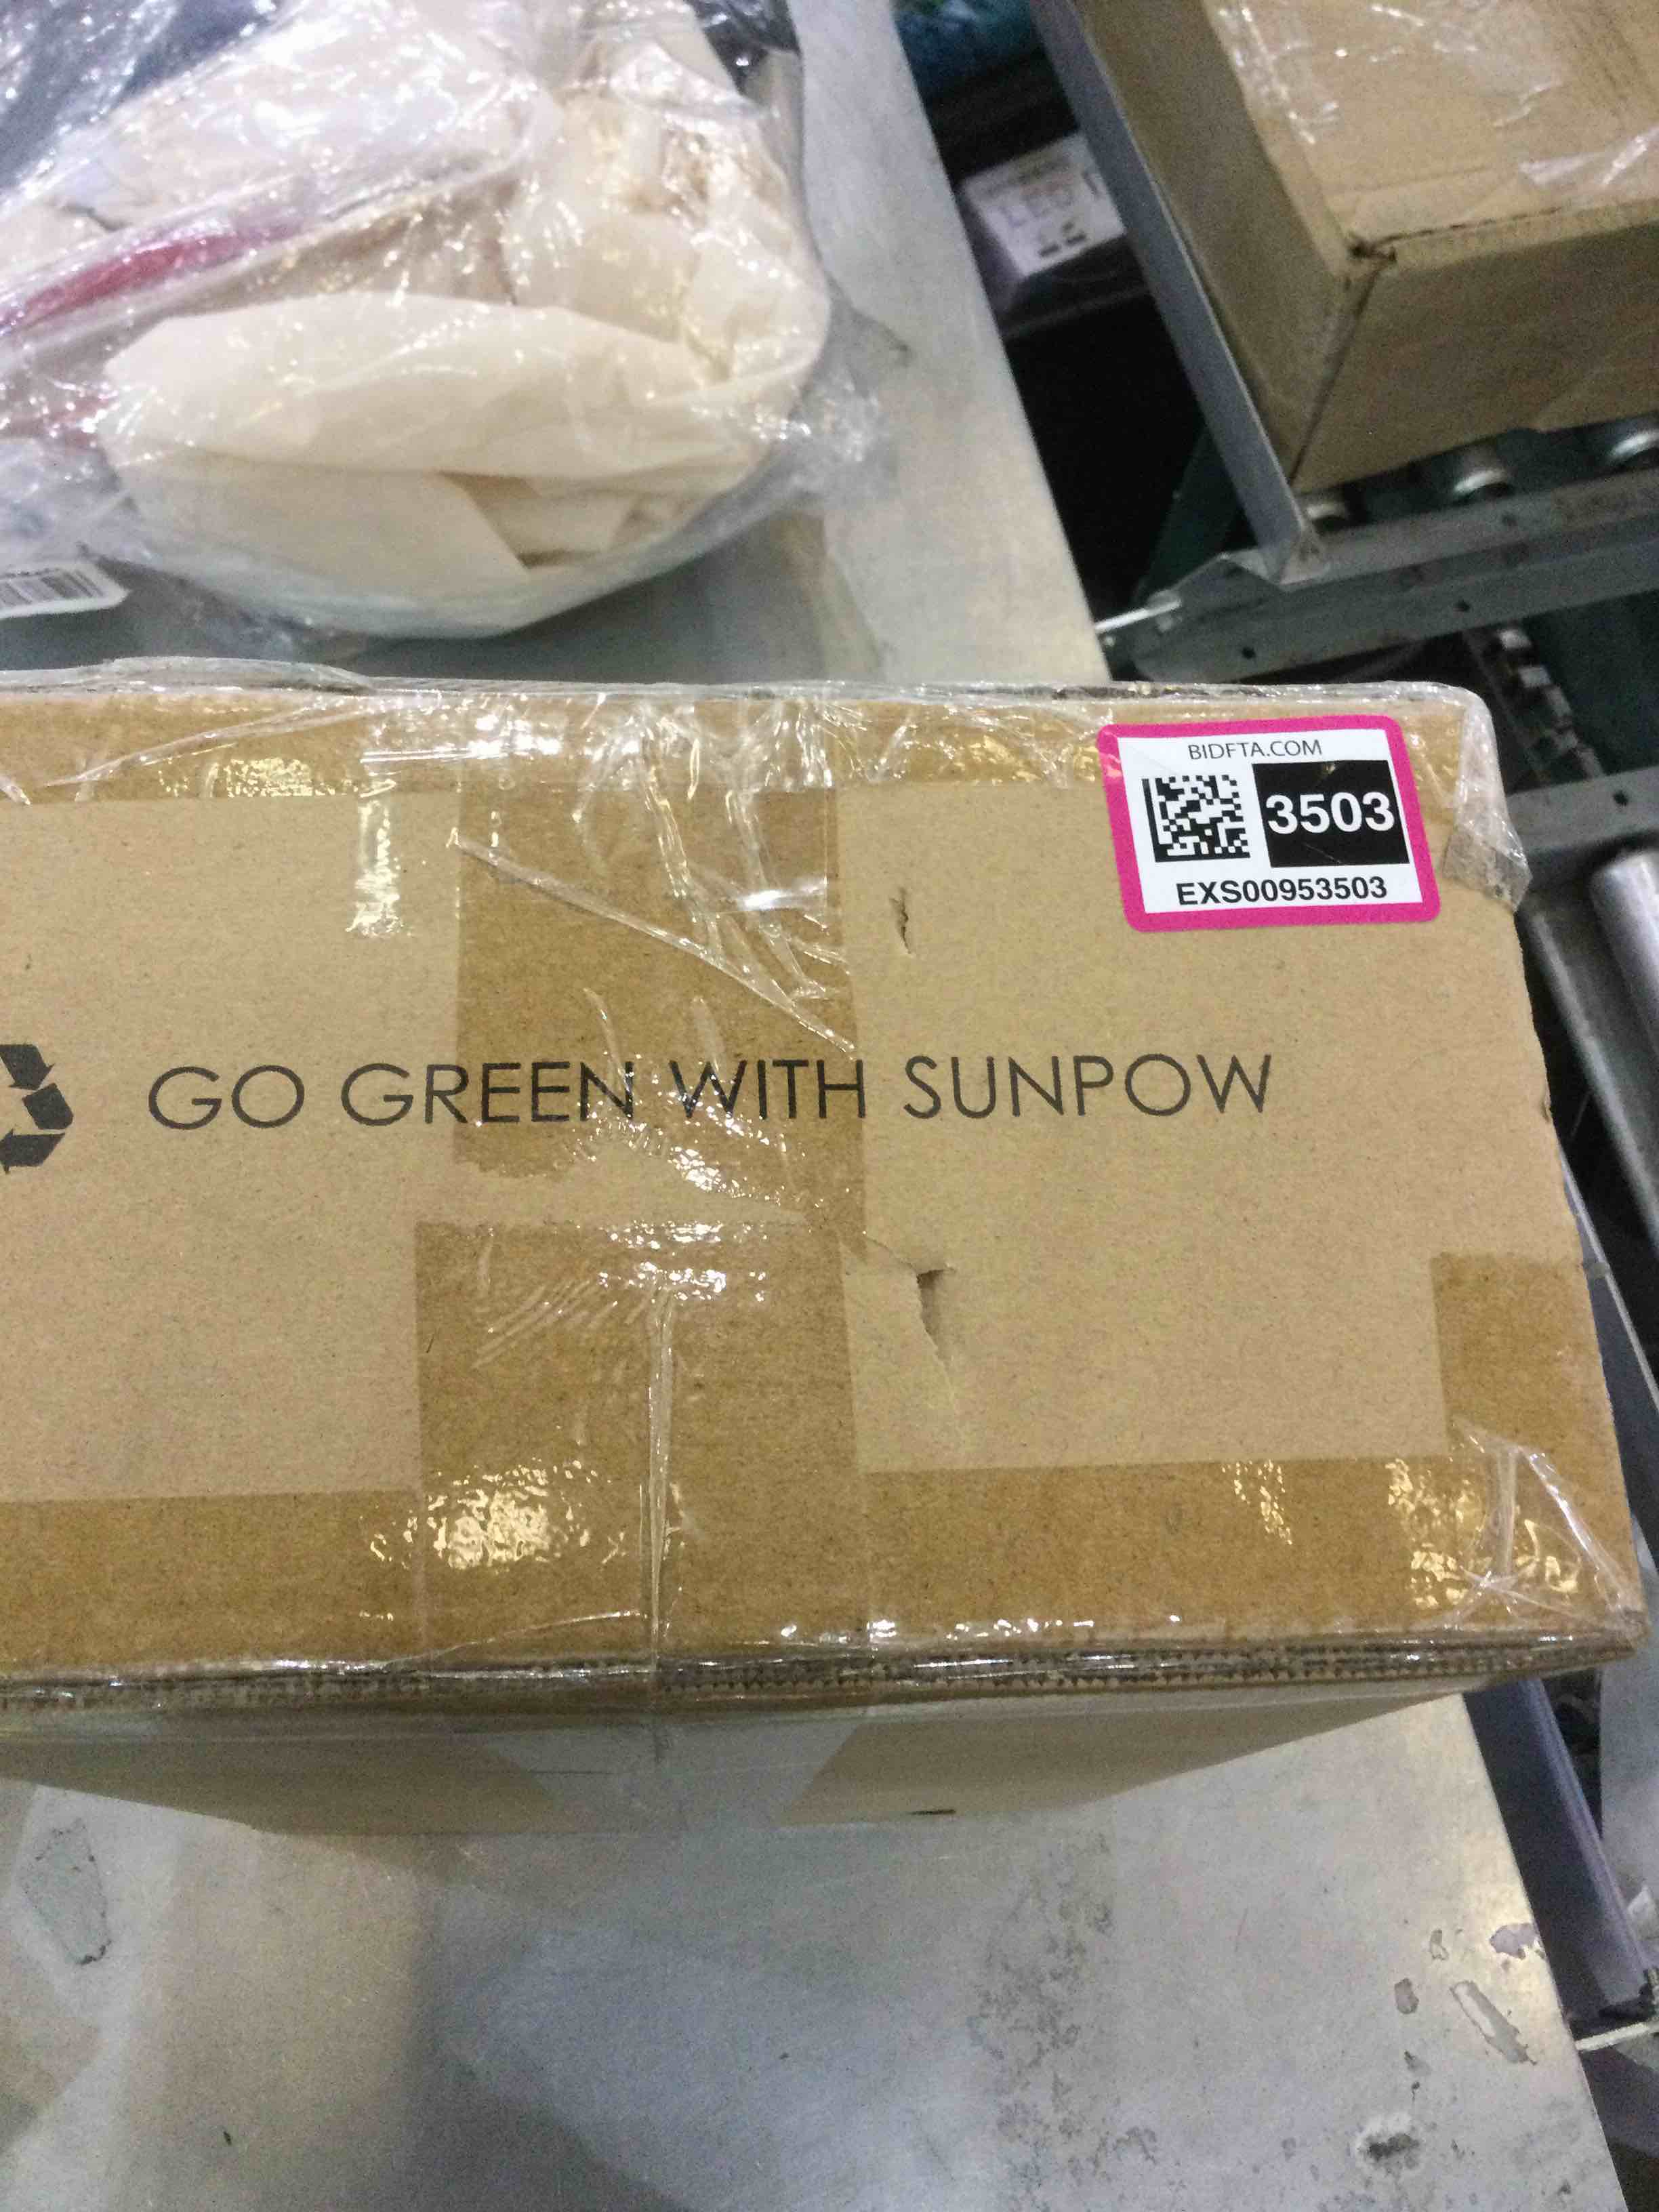 BIDFTA.COM
3503
EXS00953503
GO GREEN WITH SUNPOW